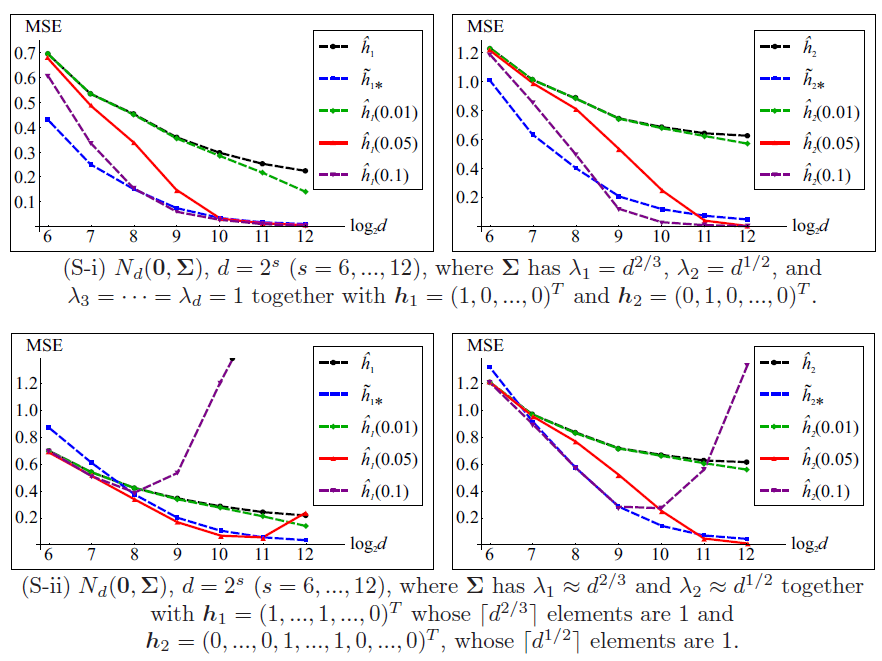 MSE
0.7
0.6
0.5
0.4
0.3
0.2
0.1
6 7 8 9 10 11 12
log₂d
ĥ₁
h̃₁*
ĥ₁(0.01)
ĥ₁(0.05)
ĥ₁(0.1)
MSE
1.2
1.0
0.8
0.6
0.4
0.2
6 7 8 9 10 11 12
log₂d
ĥ₂
h̃₂*
ĥ₂(0.01)
ĥ₂(0.05)
ĥ₂(0.1)
(S-i) N_d(0, Σ), d = 2^s (s = 6, ..., 12), where Σ has λ₁ = d^{2/3}, λ₂ = d^{1/2}, and
λ₃ = · · · = λ_d = 1 together with h₁ = (1, 0, ..., 0)^T and h₂ = (0, 1, 0, ..., 0)^T.
MSE
1.2
1.0
0.8
0.6
0.4
0.2
6 7 8 9 10 11 12
log₂d
ĥ₁
h̃₁*
ĥ₁(0.01)
ĥ₁(0.05)
ĥ₁(0.1)
MSE
1.2
1.0
0.8
0.6
0.4
0.2
6 7 8 9 10 11 12
log₂d
ĥ₂
h̃₂*
ĥ₂(0.01)
ĥ₂(0.05)
ĥ₂(0.1)
(S-ii) N_d(0, Σ), d = 2^s (s = 6, ..., 12), where Σ has λ₁ ≈ d^{2/3} and λ₂ ≈ d^{1/2} together
with h₁ = (1, ..., 1, ..., 0)^T whose ⌈d^{2/3}⌉ elements are 1 and
h₂ = (0, ..., 0, 1, ..., 1, 0, ..., 0)^T, whose ⌈d^{1/2}⌉ elements are 1.